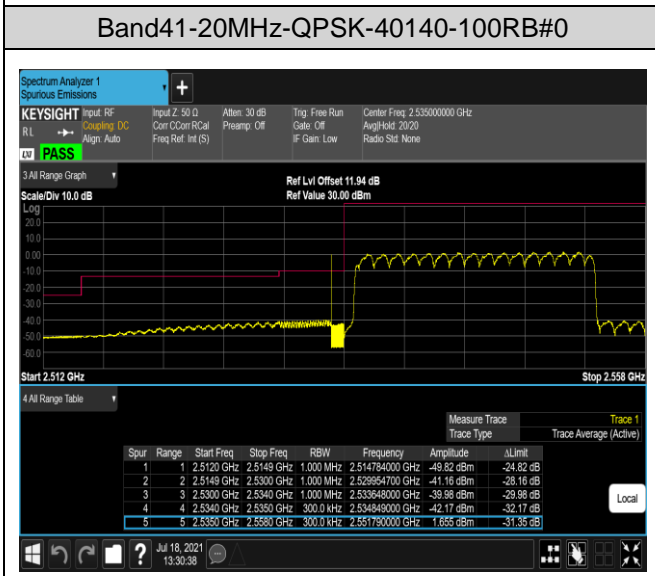 Band41-20MHz-QPSK-40140-100RB#0
Spectrum Analyzer 1
Spurious Emissions
+
KEYSIGHT Input: RF Input Z: 50 Ω Atten: 30 dB Trig: Free Run Center Freq: 2.535000000 GHz
RL Coupling: DC Corr CCorr RCal Preamp: Off Gate: Off Avg|Hold: 20/20
Align: Auto Freq Ref: Int (S) IF Gain: Low Radio Std: None
LXI PASS
3 All Range Graph
Ref Lvl Offset 11.94 dB
Scale/Div 10.0 dB Ref Value 30.00 dBm
Log
20.0
10.0
0.00
-10.0
-20.0
-30.0
-40.0
-50.0
-60.0
Start 2.512 GHz Stop 2.558 GHz
4 All Range Table
Measure Trace Trace 1
Trace Type Trace Average (Active)
Spur Range Start Freq Stop Freq RBW Frequency Amplitude ΔLimit
1 1 2.5120 GHz 2.5149 GHz 1.000 MHz 2.514784000 GHz -49.82 dBm -24.82 dB
2 2 2.5149 GHz 2.5300 GHz 1.000 MHz 2.529954700 GHz -41.16 dBm -28.16 dB
3 3 2.5300 GHz 2.5340 GHz 1.000 MHz 2.533648000 GHz -39.98 dBm -29.98 dB
4 4 2.5340 GHz 2.5350 GHz 300.0 kHz 2.534849000 GHz -42.17 dBm -32.17 dB
5 5 2.5350 GHz 2.5580 GHz 300.0 kHz 2.551790000 GHz 1.655 dBm -31.35 dB
Local
?
Jul 18, 2021
13:30:38